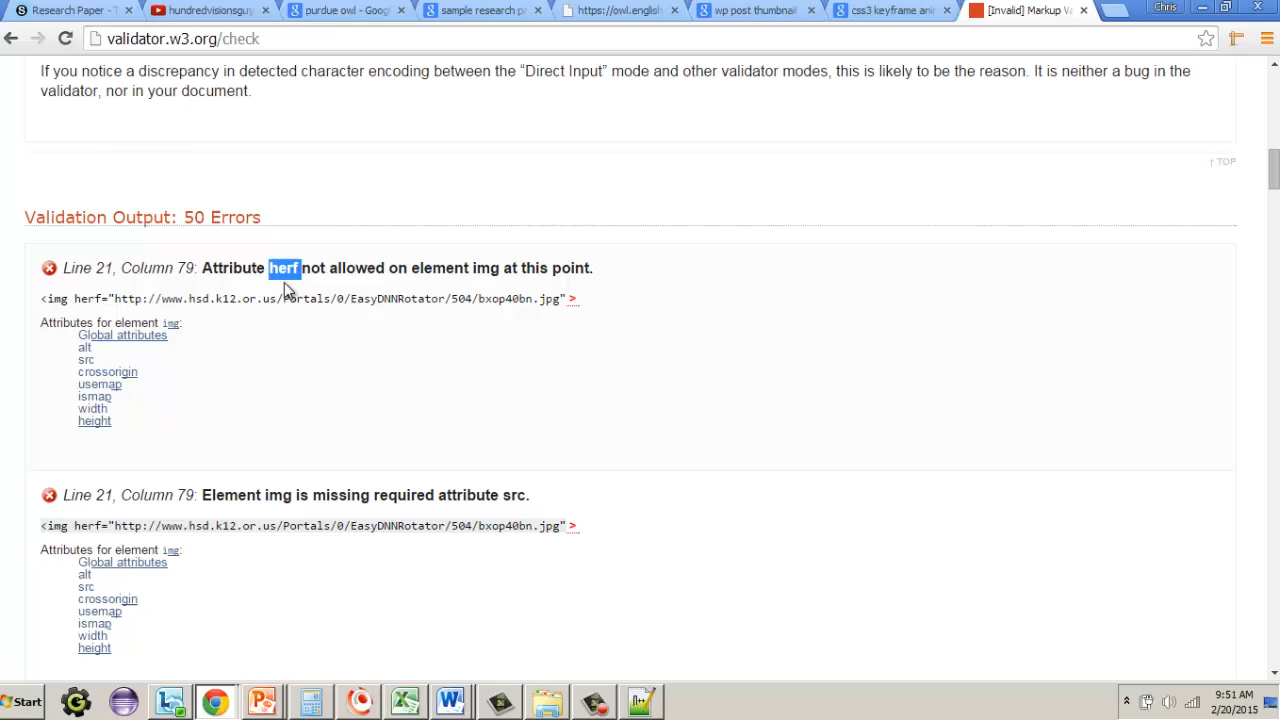 Research Paper - T
hundredvisionsguy
purdue owl - Goog
sample research pa
https://owl.english
wp post thumbnail
css3 keyframe ani
[Invalid] Markup Va
Chris
validator.w3.org/check
If you notice a discrepancy in detected character encoding between the “Direct Input” mode and other validator modes, this is likely to be the reason. It is neither a bug in the
validator, nor in your document.
↑ TOP
Validation Output: 50 Errors
Line 21, Column 79: Attribute herf not allowed on element img at this point.
<img herf="http://www.hsd.k12.or.us/Portals/0/EasyDNNRotator/504/bxop40bn.jpg">
Attributes for element img:
Global attributes
alt
src
crossorigin
usemap
ismap
width
height
Line 21, Column 79: Element img is missing required attribute src.
<img herf="http://www.hsd.k12.or.us/Portals/0/EasyDNNRotator/504/bxop40bn.jpg">
Attributes for element img:
Global attributes
alt
src
crossorigin
usemap
ismap
width
height
Start
9:51 AM
2/20/2015